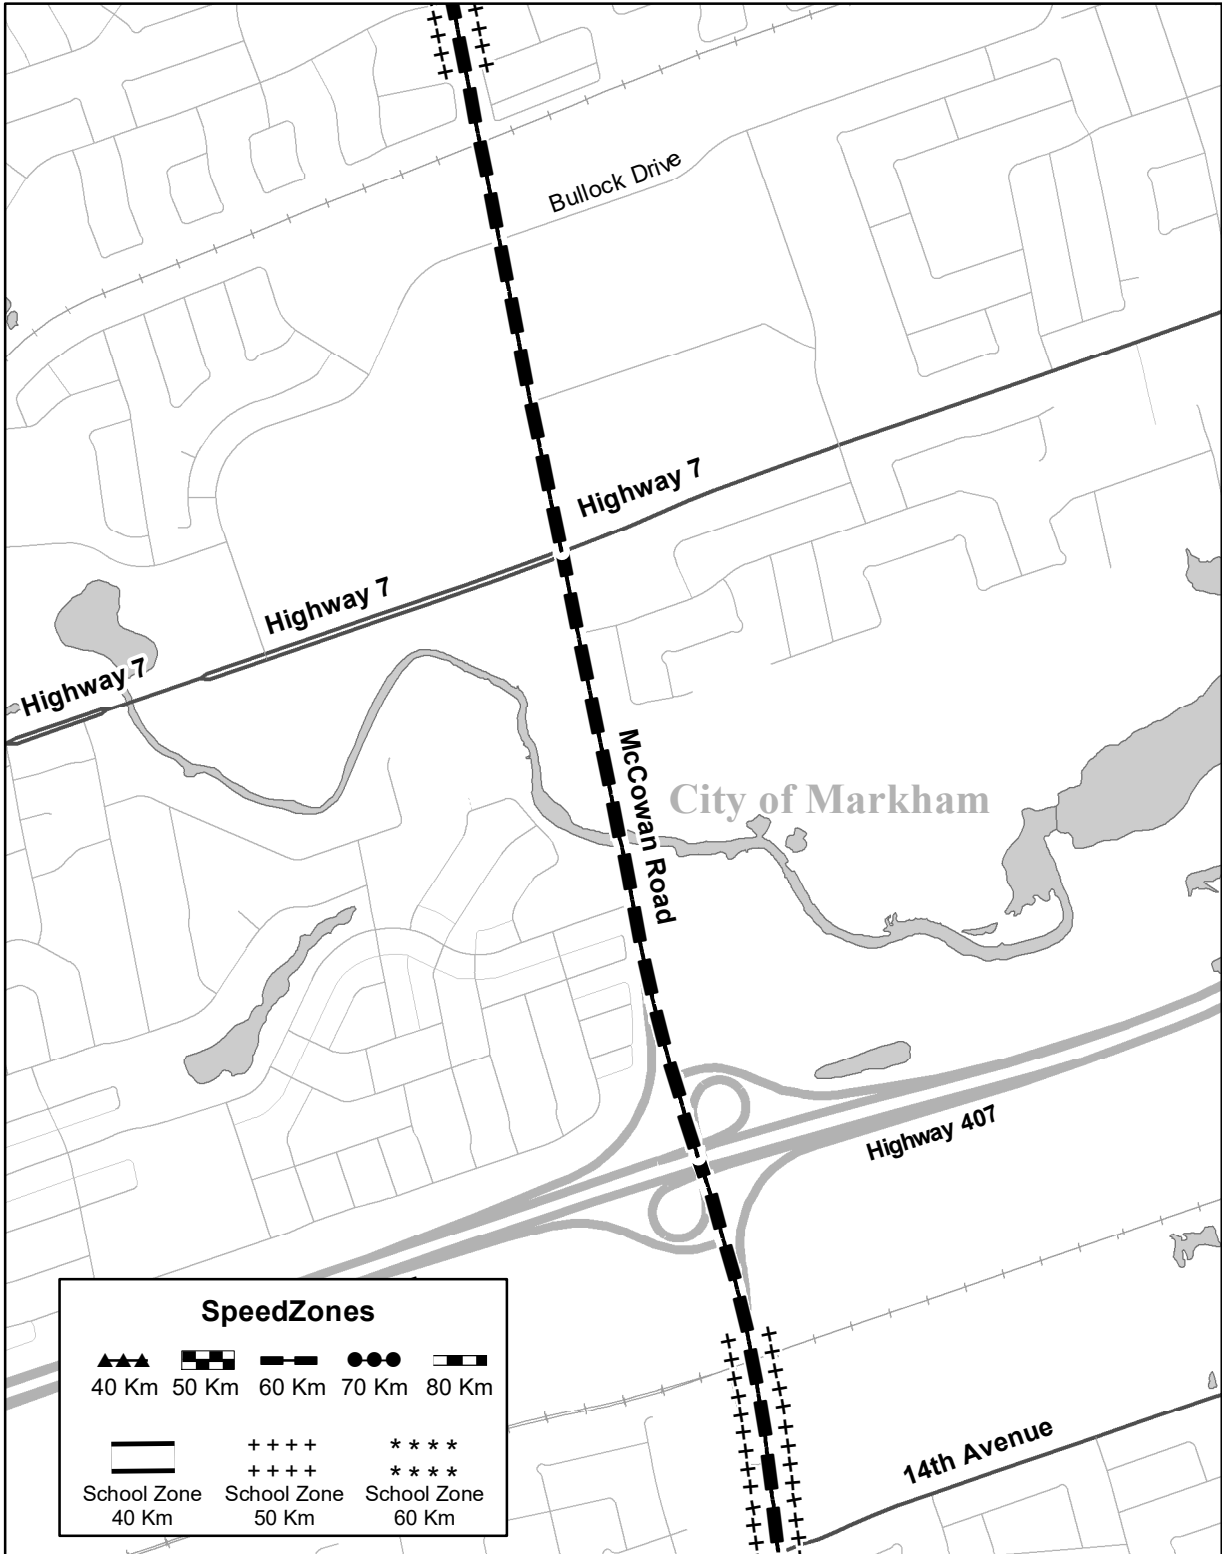 Bullock Drive
Highway 7
Highway 7
Highway 7
McCowan Road
City of Markham
Highway 407
14th Avenue
SpeedZones
40 Km 50 Km 60 Km 70 Km 80 Km
School Zone School Zone School Zone
40 Km 50 Km 60 Km